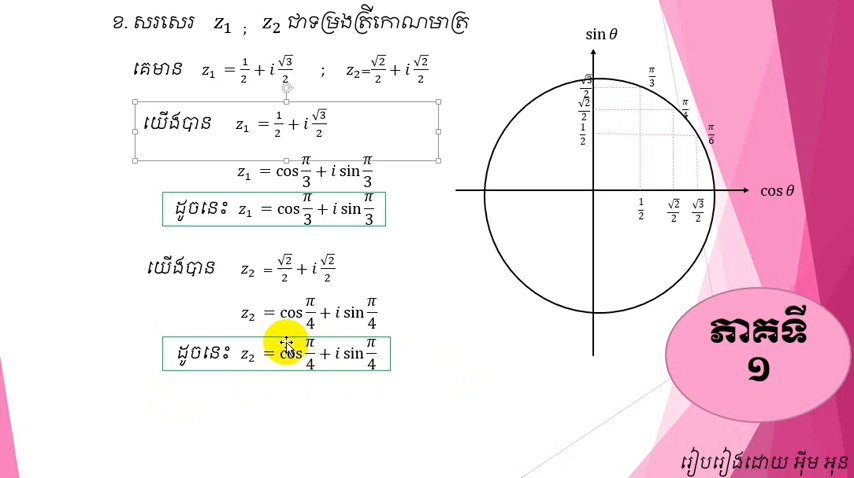 ខ. សរសេរ z₁ ; z₂ ជាទម្រង់ត្រីកោណមាត្រ
គេមាន z₁ = 1/2 + i √3/2 ; z₂= √2/2 + i √2/2
យើងបាន z₁ = 1/2 + i √3/2
z₁ = cos π/3 + i sin π/3
ដូចនេះ z₁ = cos π/3 + i sin π/3
យើងបាន z₂ = √2/2 + i √2/2
z₂ = cos π/4 + i sin π/4
ដូចនេះ z₂ = cos π/4 + i sin π/4
sin θ
√3/2 π/3
√2/2 π/4
1/2 π/6
cos θ
1/2 √2/2 √3/2
ភាគទី
១
រៀបរៀងដោយ អ៊ីម អុន